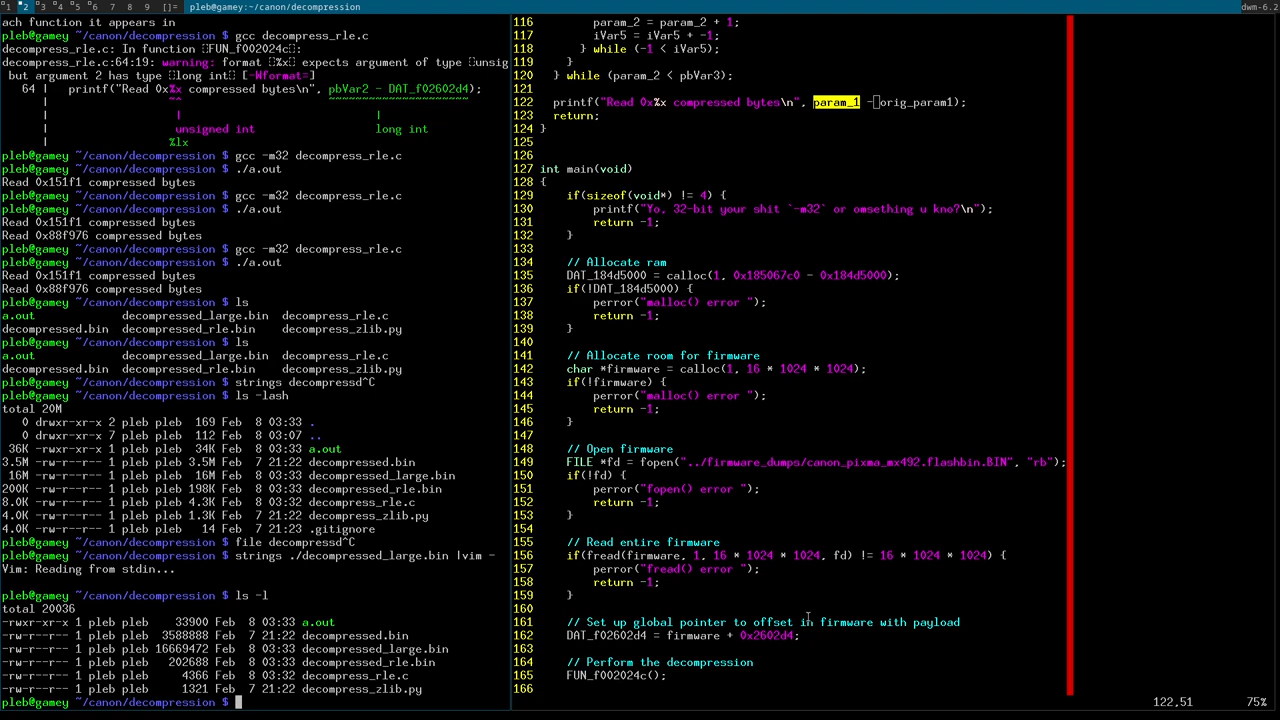 1 2 3 4 5 6 7 8 9 []= pleb@gamey:~/canon/decompression dwm-6.2
ach function it appears in
pleb@gamey ~/canon/decompression $ gcc decompress_rle.c
decompress_rle.c: In function FUN_f002024c:
decompress_rle.c:64:19: warning: format %x expects argument of type unsig
but argument 2 has type long int [-Wformat=]
64 | printf("Read 0x%x compressed bytes\n", pbVar2 - DAT_f02602d4);
| ~^ ~~~~~~~~~~~~~~~~~~~~~
| | |
| unsigned int long int
| %lx
pleb@gamey ~/canon/decompression $ gcc -m32 decompress_rle.c
pleb@gamey ~/canon/decompression $ ./a.out
Read 0x151f1 compressed bytes
pleb@gamey ~/canon/decompression $ gcc -m32 decompress_rle.c
pleb@gamey ~/canon/decompression $ ./a.out
Read 0x151f1 compressed bytes
Read 0x88f976 compressed bytes
pleb@gamey ~/canon/decompression $ gcc -m32 decompress_rle.c
pleb@gamey ~/canon/decompression $ ./a.out
Read 0x151f1 compressed bytes
Read 0x88f976 compressed bytes
pleb@gamey ~/canon/decompression $ ls
a.out decompressed_large.bin decompress_rle.c
decompressed.bin decompressed_rle.bin decompress_zlib.py
pleb@gamey ~/canon/decompression $ ls
a.out decompressed_large.bin decompress_rle.c
decompressed.bin decompressed_rle.bin decompress_zlib.py
pleb@gamey ~/canon/decompression $ strings decompressd^C
pleb@gamey ~/canon/decompression $ ls -lash
total 20M
0 drwxr-xr-x 2 pleb pleb 169 Feb 8 03:33 .
0 drwxr-xr-x 7 pleb pleb 112 Feb 8 03:07 ..
36K -rwxr-xr-x 1 pleb pleb 34K Feb 8 03:33 a.out
3.5M -rw-r--r-- 1 pleb pleb 3.5M Feb 7 21:22 decompressed.bin
16M -rw-r--r-- 1 pleb pleb 16M Feb 7 21:22 decompressed_large.bin
200K -rw-r--r-- 1 pleb pleb 198K Feb 7 21:22 decompressed_rle.bin
8.0K -rw-r--r-- 1 pleb pleb 4.3K Feb 8 03:32 decompress_rle.c
4.0K -rw-r--r-- 1 pleb pleb 1.3K Feb 7 21:22 decompress_zlib.py
4.0K -rw-r--r-- 1 pleb pleb 14 Feb 7 21:23 .gitignore
pleb@gamey ~/canon/decompression $ file decompressd^C
pleb@gamey ~/canon/decompression $ strings ./decompressed_large.bin |vim -
Vim: Reading from stdin...
pleb@gamey ~/canon/decompression $ ls -l
total 20036
-rwxr-xr-x 1 pleb pleb 33900 Feb 8 03:33 a.out
-rw-r--r-- 1 pleb pleb 3588888 Feb 7 21:22 decompressed.bin
-rw-r--r-- 1 pleb pleb 16669472 Feb 7 21:22 decompressed_large.bin
-rw-r--r-- 1 pleb pleb 202688 Feb 7 21:22 decompressed_rle.bin
-rw-r--r-- 1 pleb pleb 4366 Feb 8 03:32 decompress_rle.c
-rw-r--r-- 1 pleb pleb 1321 Feb 7 21:22 decompress_zlib.py
pleb@gamey ~/canon/decompression $
116 param_2 = param_2 + 1;
117 iVar5 = iVar5 + -1;
118 } while (-1 < iVar5);
119 }
120 } while (param_2 < pbVar3);
121
122 printf("Read 0x%x compressed bytes\n", param_1 - orig_param1);
123 return;
124 }
125
126
127 int main(void)
128 {
129 if(sizeof(void*) != 4) {
130 printf("Yo, 32-bit your shit `-m32` or omsething u kno?\n");
131 return -1;
132 }
133
134 // Allocate ram
135 DAT_184d5000 = calloc(1, 0x185067c0 - 0x184d5000);
136 if(!DAT_184d5000) {
137 perror("malloc() error ");
138 return -1;
139 }
140
141 // Allocate room for firmware
142 char *firmware = calloc(1, 16 * 1024 * 1024);
143 if(!firmware) {
144 perror("malloc() error ");
145 return -1;
146 }
147
148 // Open firmware
149 FILE *fd = fopen("../firmware_dumps/canon_pixma_mx492.flashbin.BIN", "rb");
150 if(!fd) {
151 perror("fopen() error ");
152 return -1;
153 }
154
155 // Read entire firmware
156 if(fread(firmware, 1, 16 * 1024 * 1024, fd) != 16 * 1024 * 1024) {
157 perror("fread() error ");
158 return -1;
159 }
160
161 // Set up global pointer to offset in firmware with payload
162 DAT_f02602d4 = firmware + 0x2602d4;
163
164 // Perform the decompression
165 FUN_f002024c();
166
122,51 75%